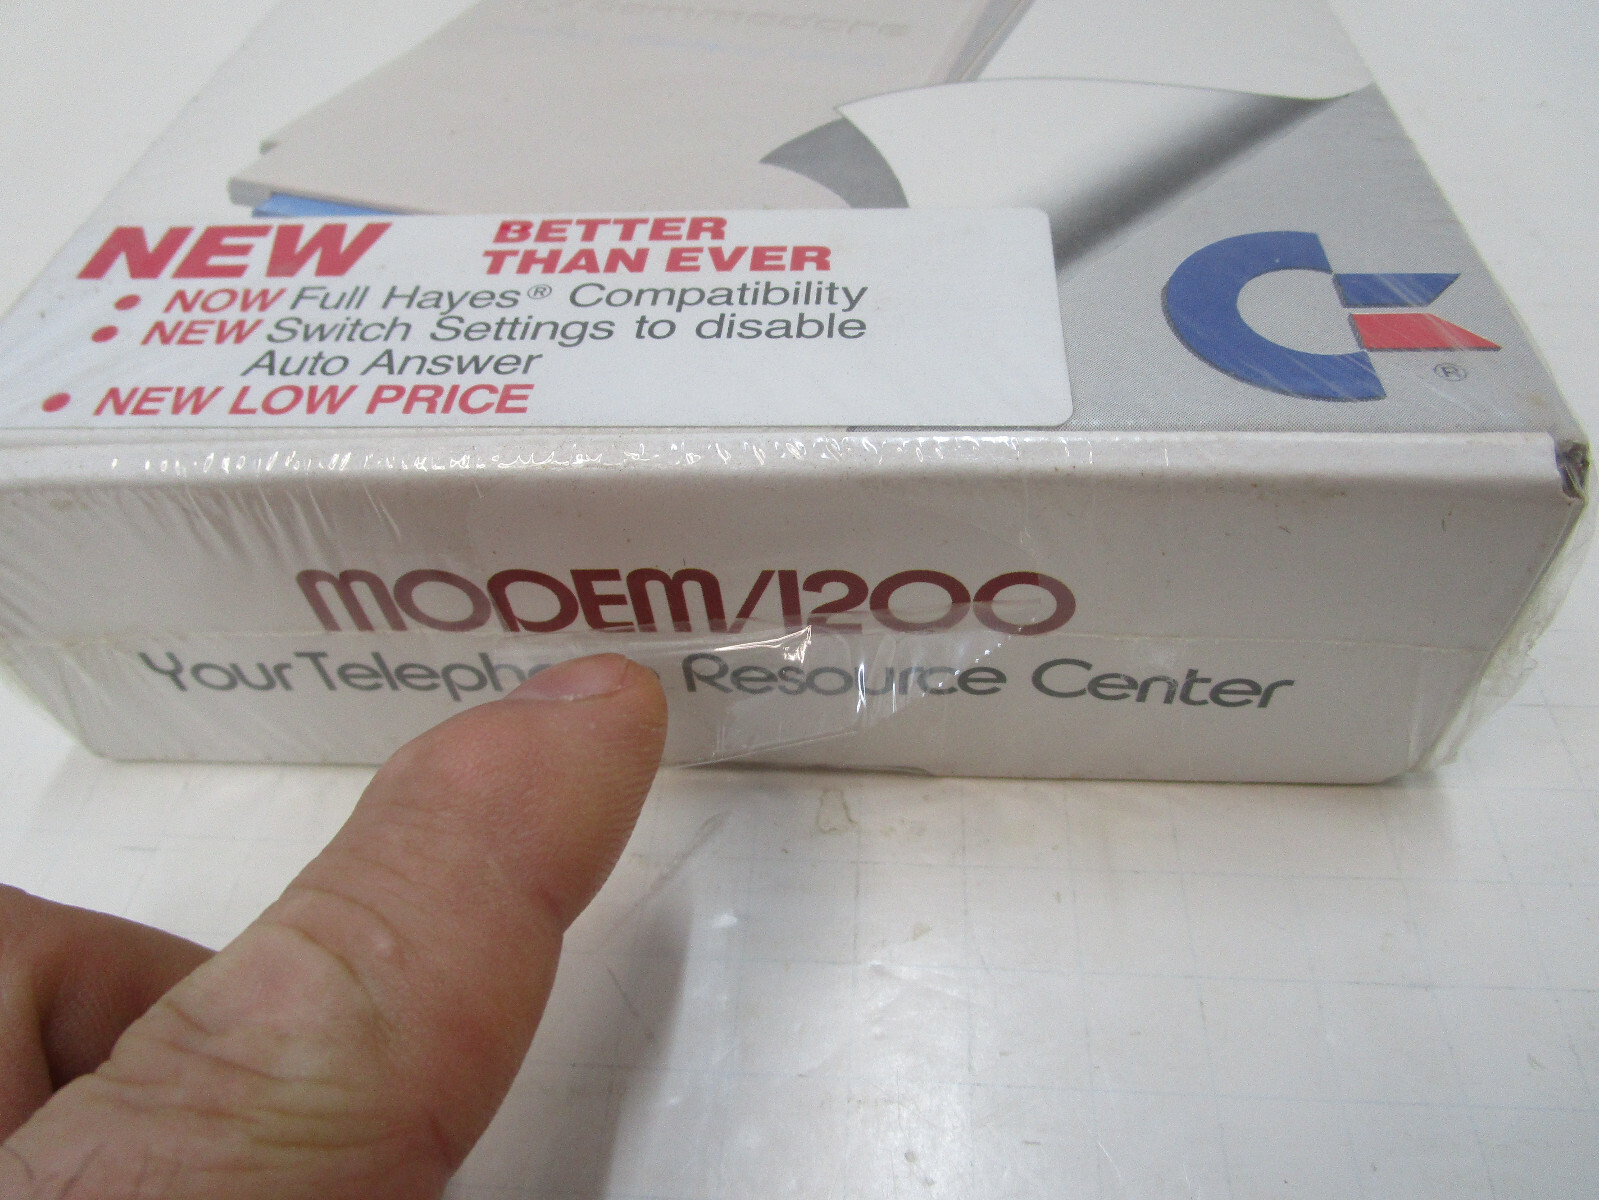 NEW BETTER
THAN EVER
• NOW Full Hayes® Compatibility
• NEW Switch Settings to disable
Auto Answer
• NEW LOW PRICE
®
MODEM/1200
Your Resource Center